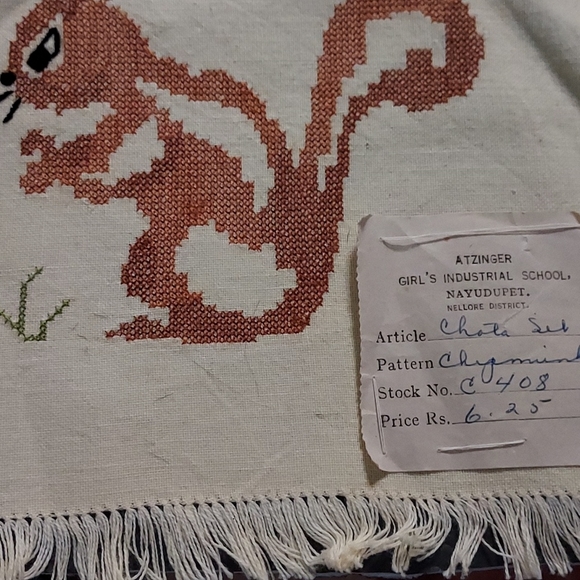 ATZINGER
GIRL'S INDUSTRIAL SCHOOL,
NAYUDUPET.
NELLORE DISTRICT.
Article Chota Set
Pattern Chipmunk
Stock No. C 408
Price Rs. 6.25